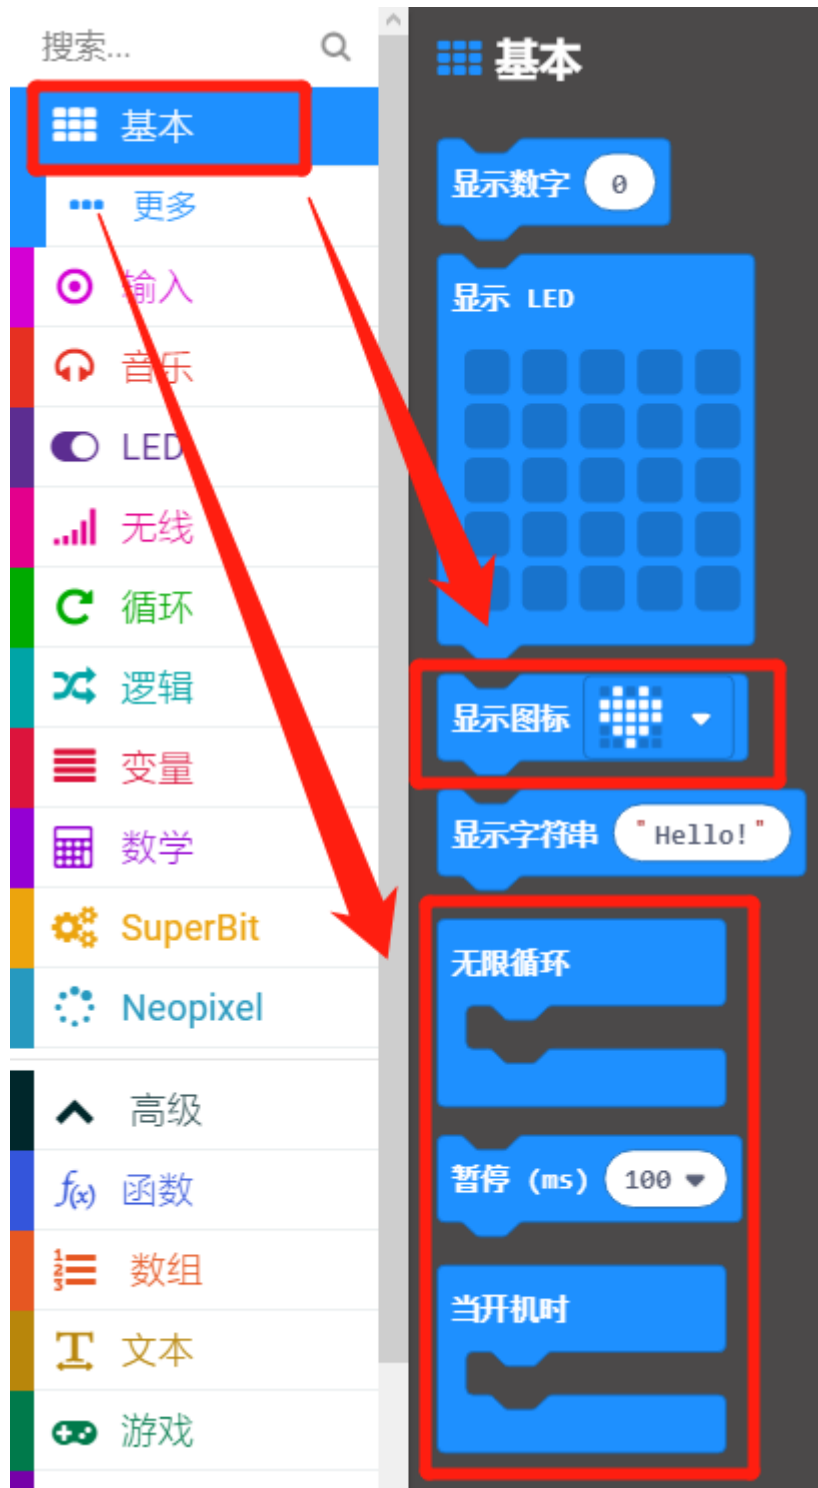 搜索...
基本
更多
输入
音乐
LED
无线
循环
逻辑
变量
数学
SuperBit
Neopixel
高级
f(x) 函数
数组
文本
游戏
基本
显示数字 0
显示 LED
显示图标
显示字符串 "Hello!"
无限循环
暂停 (ms) 100
当开机时